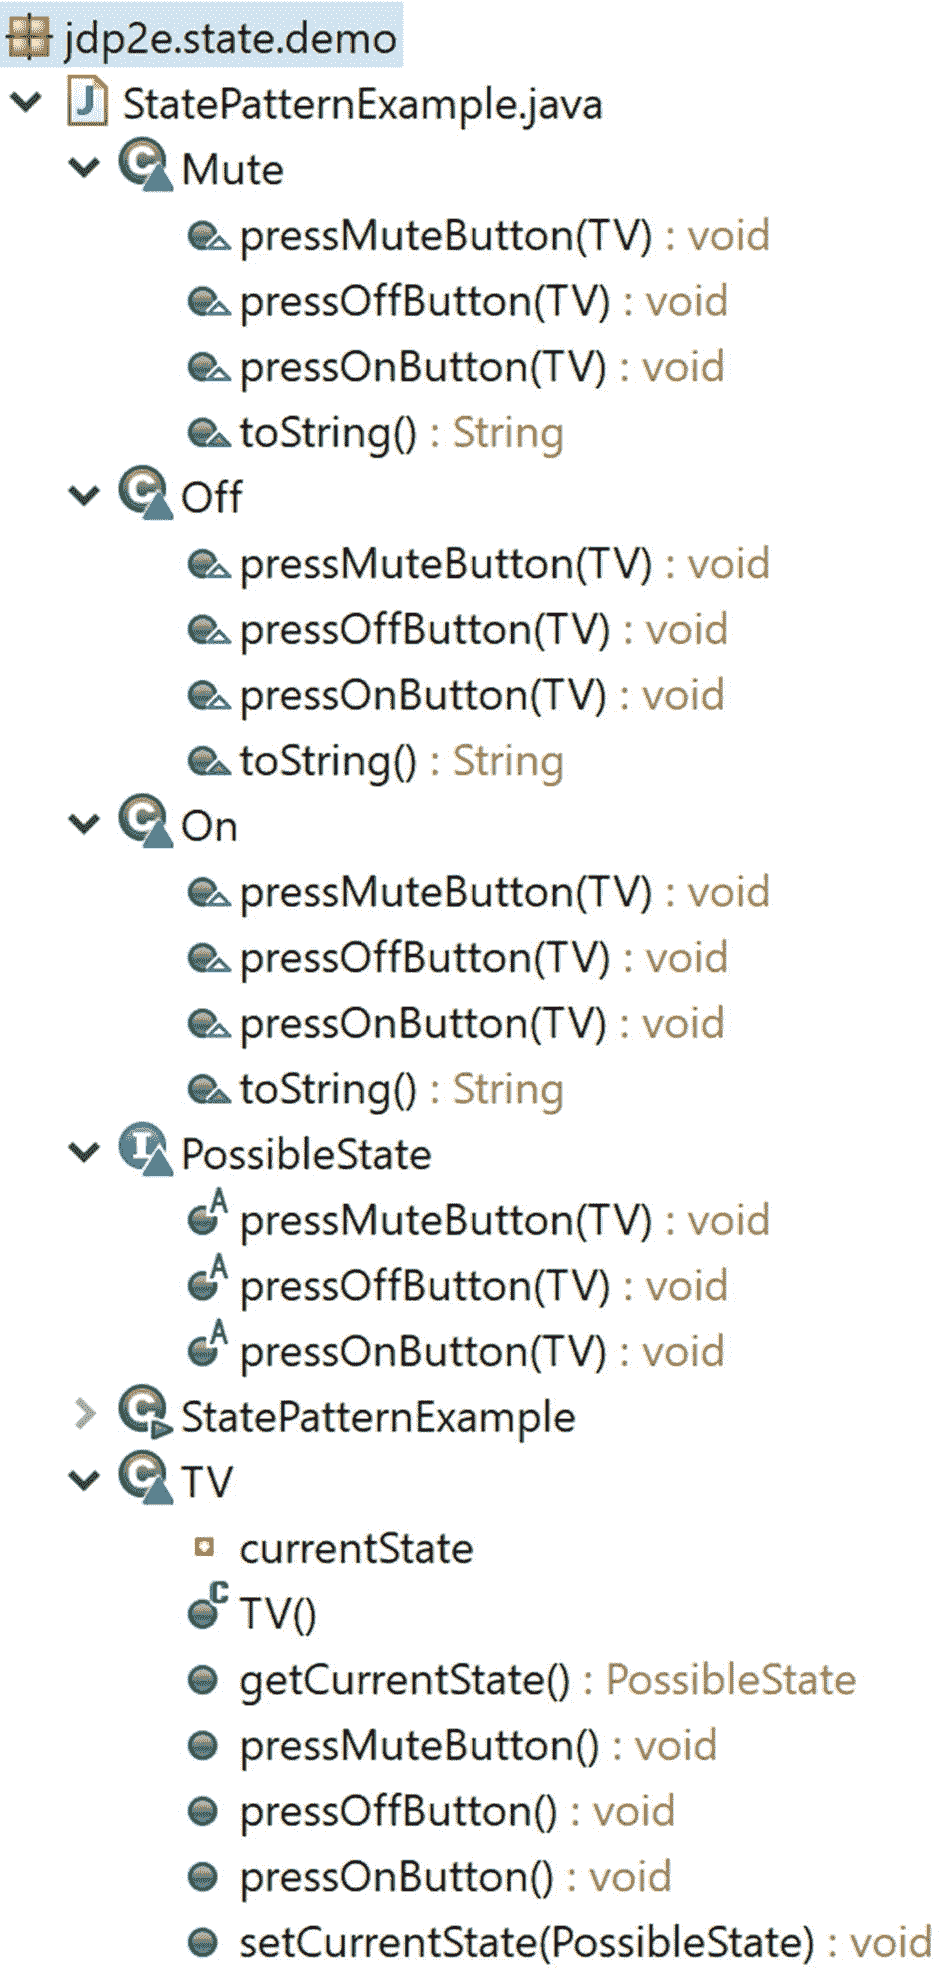 jdp2e.state.demo
StatePatternExample.java
Mute
pressMuteButton(TV) : void
pressOffButton(TV) : void
pressOnButton(TV) : void
toString() : String
Off
pressMuteButton(TV) : void
pressOffButton(TV) : void
pressOnButton(TV) : void
toString() : String
On
pressMuteButton(TV) : void
pressOffButton(TV) : void
pressOnButton(TV) : void
toString() : String
PossibleState
pressMuteButton(TV) : void
pressOffButton(TV) : void
pressOnButton(TV) : void
StatePatternExample
TV
currentState
TV()
getCurrentState() : PossibleState
pressMuteButton() : void
pressOffButton() : void
pressOnButton() : void
setCurrentState(PossibleState) : void